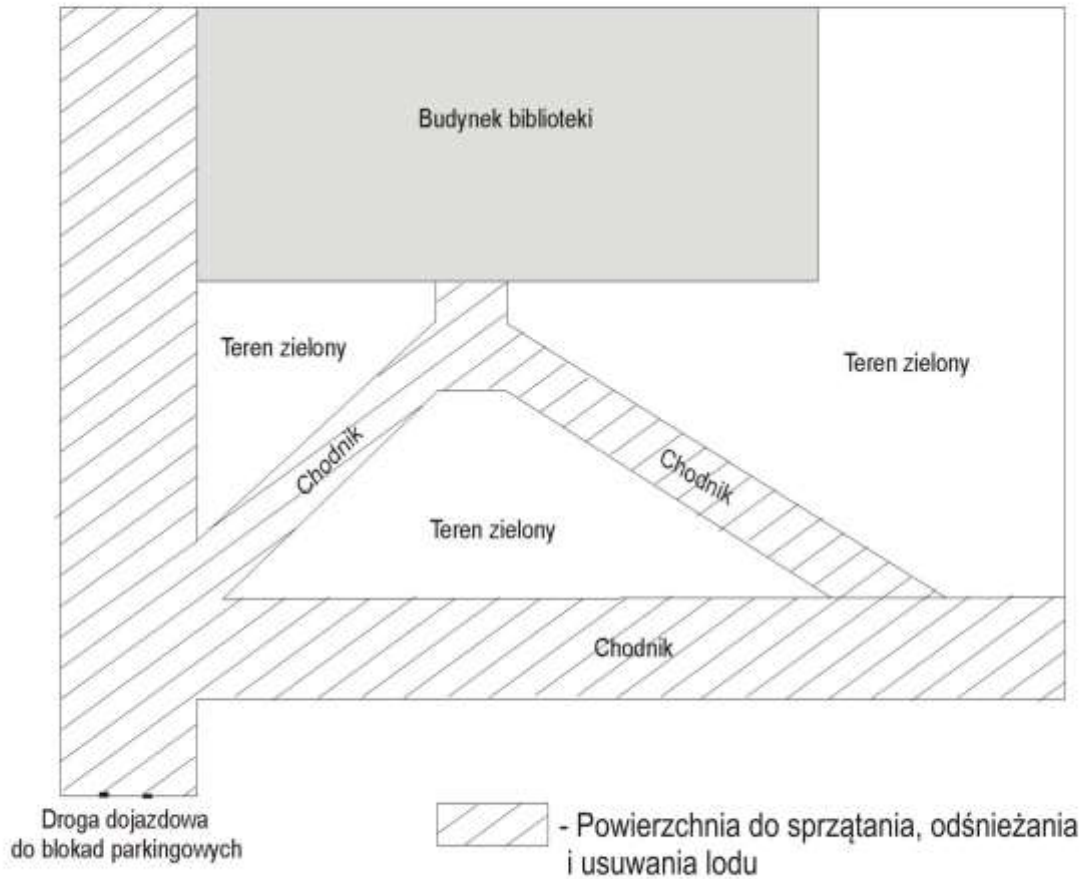 Budynek biblioteki
Teren zielony
Teren zielony
Chodnik
Chodnik
Teren zielony
Chodnik
Droga dojazdowa
do blokad parkingowych
- Powierzchnia do sprzątania, odśnieżania
i usuwania lodu